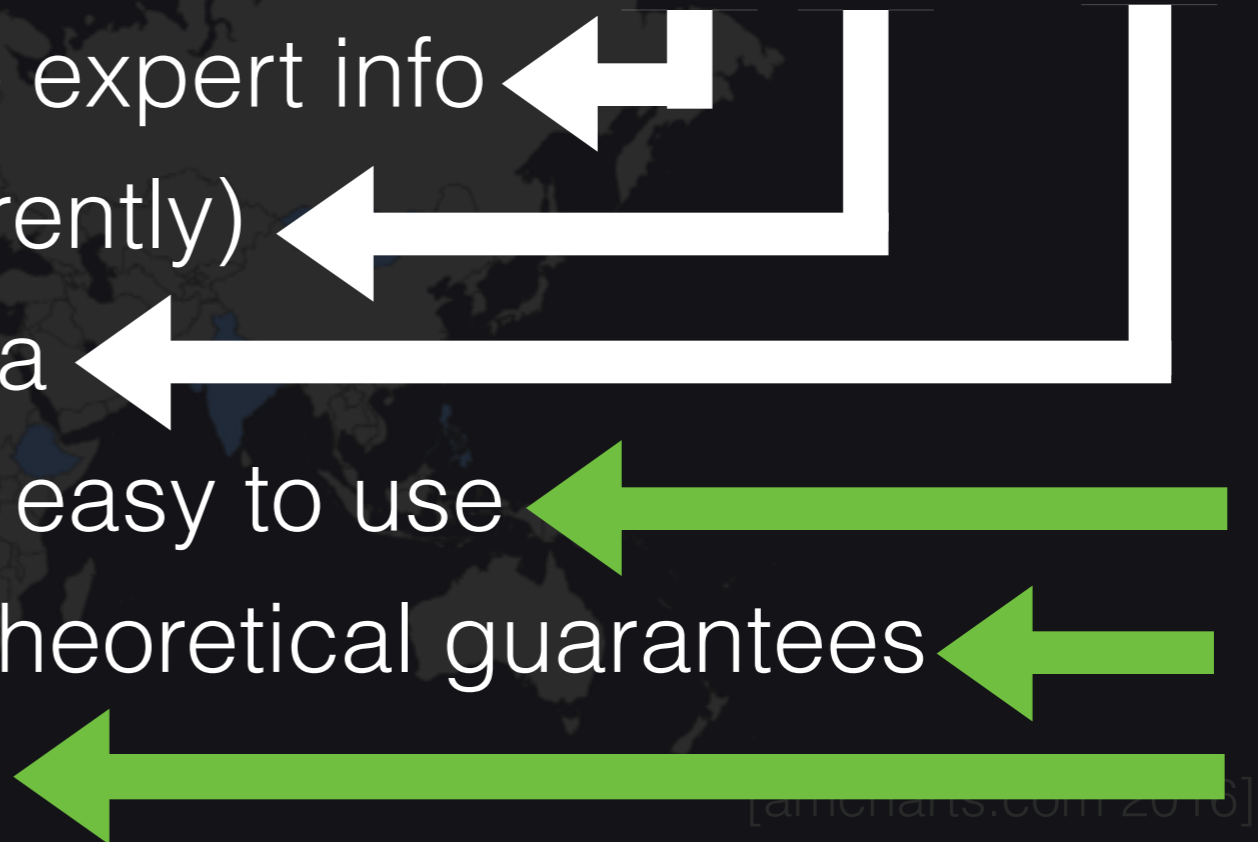 expert info
rently)
a
easy to use
heoretical guarantees
[amcharts.com 2016]